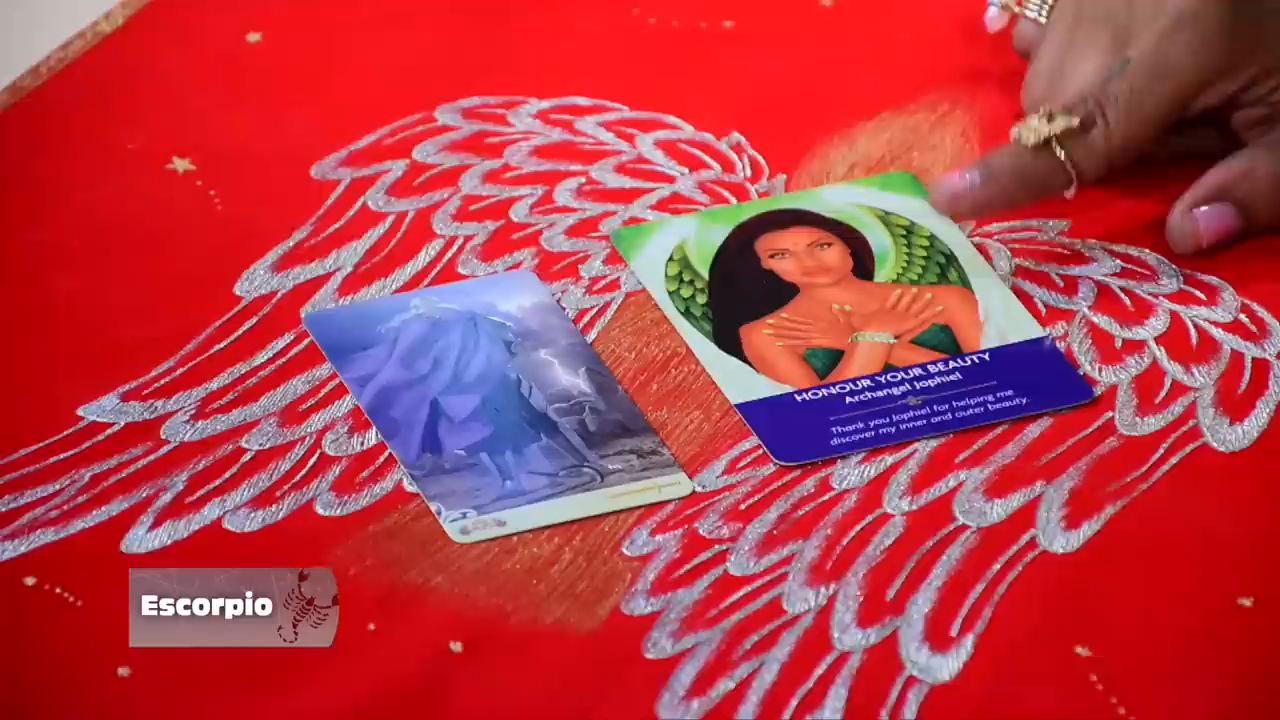 HONOUR YOUR BEAUTY
Archangel Jophiel
Thank you Jophiel for helping me
discover my inner and outer beauty.
Escorpio